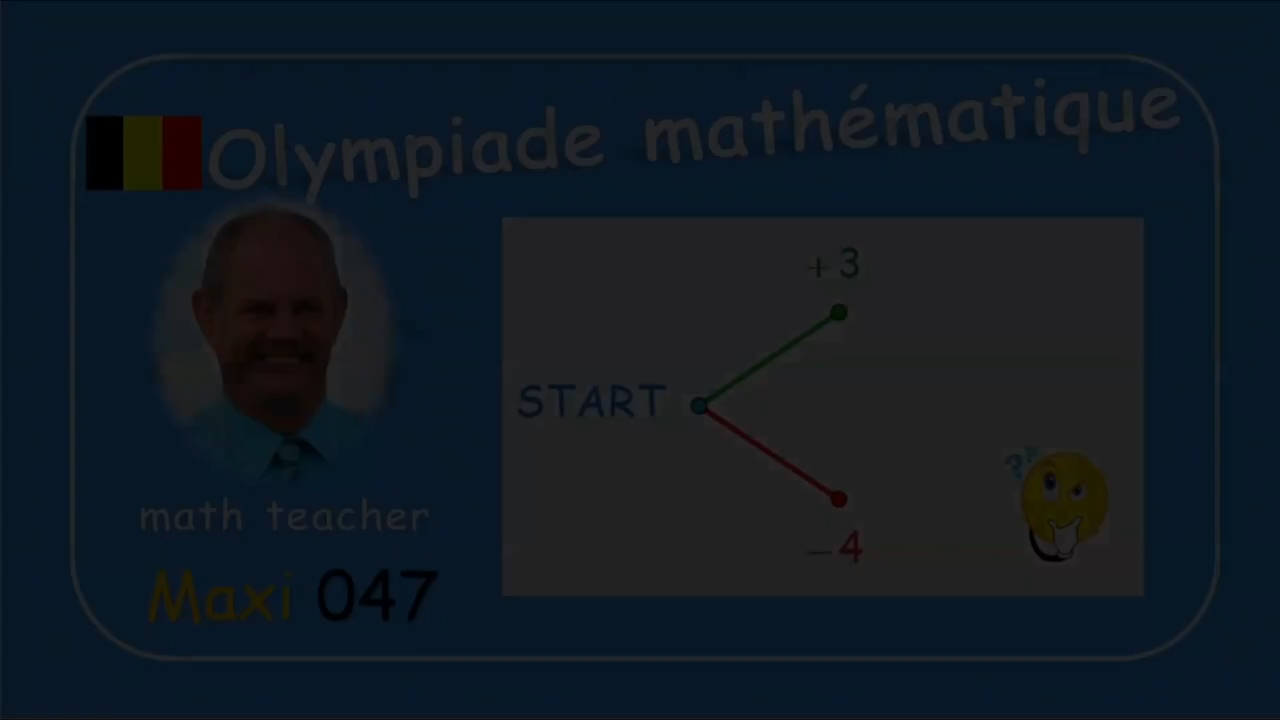 Olympiade mathématique
+3
START
−4
??
math teacher
Maxi 047